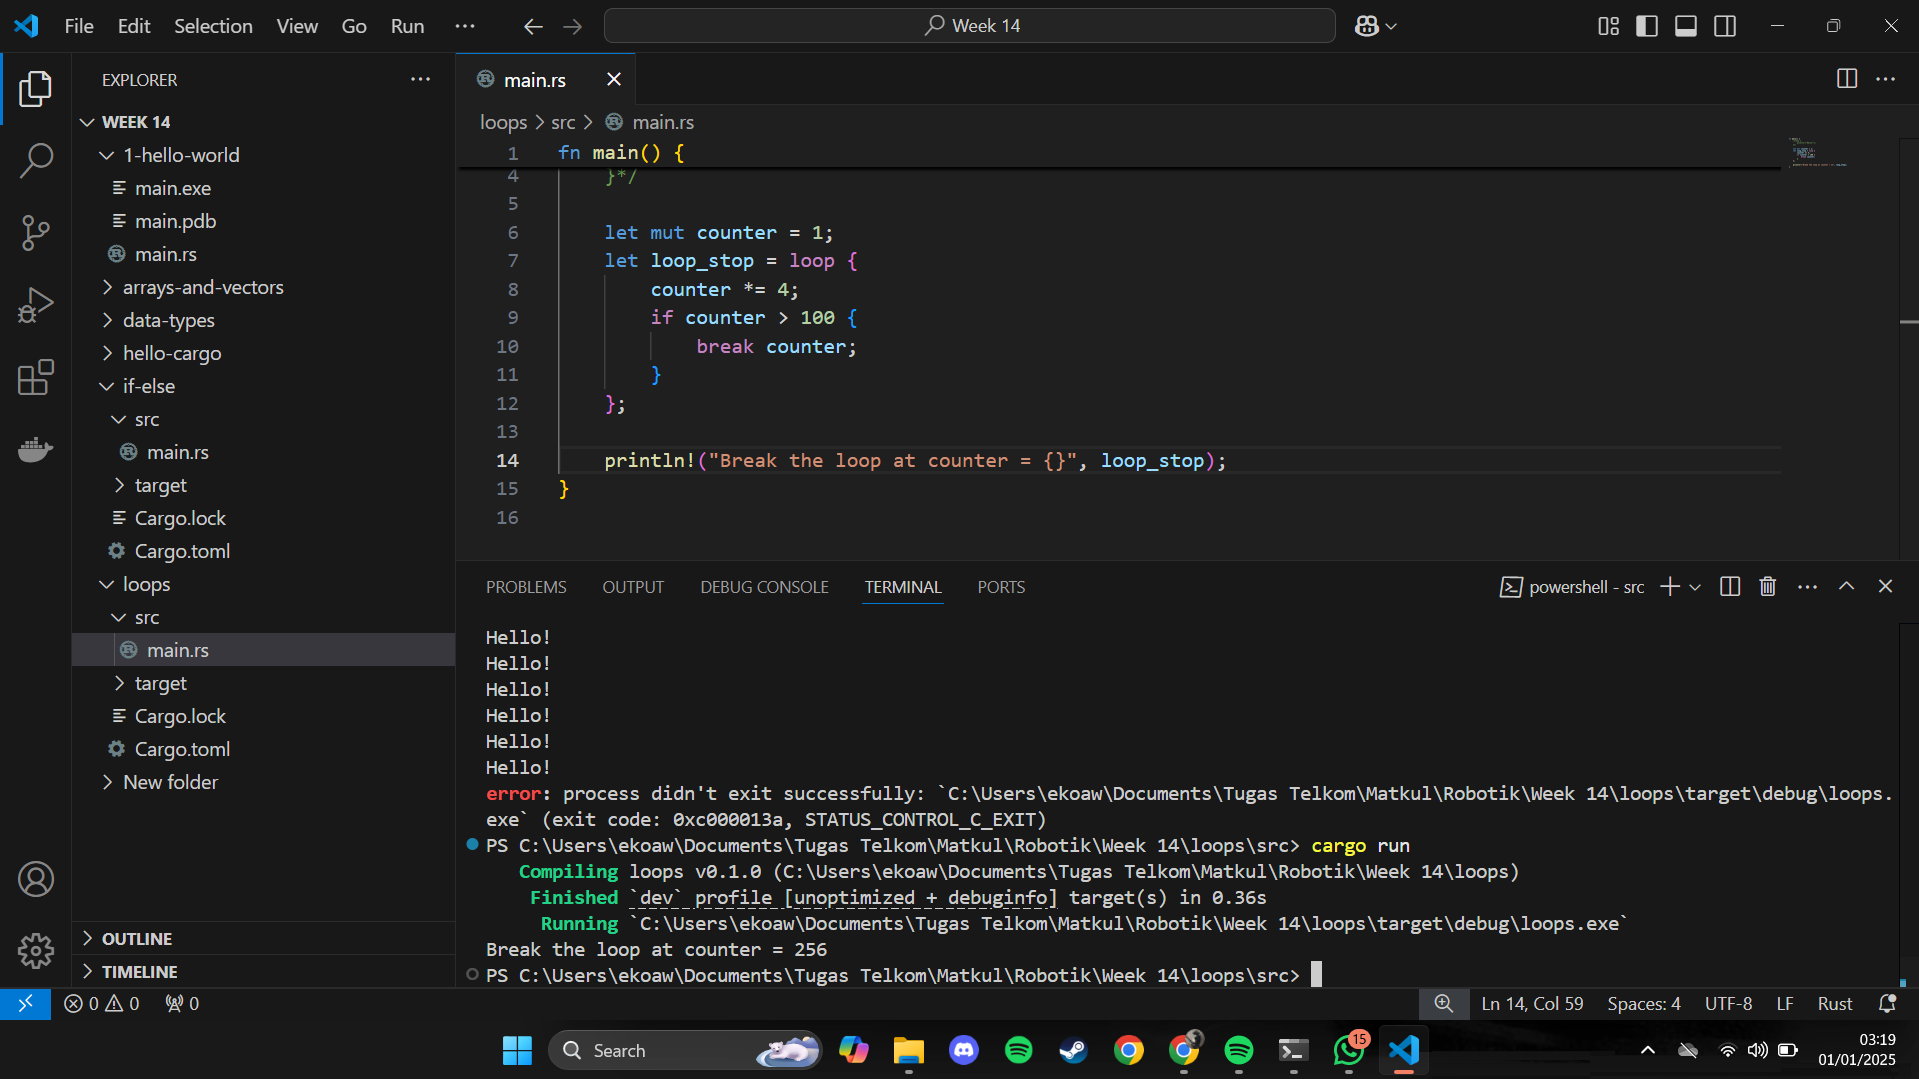 File Edit Selection View Go Run ··· Week 14
EXPLORER ···
WEEK 14
1-hello-world
main.exe
main.pdb
main.rs
arrays-and-vectors
data-types
hello-cargo
if-else
src
main.rs
target
Cargo.lock
Cargo.toml
loops
src
main.rs
target
Cargo.lock
Cargo.toml
New folder
OUTLINE
TIMELINE
main.rs
loops > src > main.rs
1 fn main() {
4 }*/
5
6 let mut counter = 1;
7 let loop_stop = loop {
8 counter *= 4;
9 if counter > 100 {
10 break counter;
11 }
12 };
13
14 println!("Break the loop at counter = {}", loop_stop);
15 }
16
PROBLEMS OUTPUT DEBUG CONSOLE TERMINAL PORTS powershell - src
Hello!
Hello!
Hello!
Hello!
Hello!
Hello!
error: process didn't exit successfully: `C:\Users\ekoaw\Documents\Tugas Telkom\Matkul\Robotik\Week 14\loops\target\debug\loops.
exe` (exit code: 0xc000013a, STATUS_CONTROL_C_EXIT)
PS C:\Users\ekoaw\Documents\Tugas Telkom\Matkul\Robotik\Week 14\loops\src> cargo run
Compiling loops v0.1.0 (C:\Users\ekoaw\Documents\Tugas Telkom\Matkul\Robotik\Week 14\loops)
Finished `dev` profile [unoptimized + debuginfo] target(s) in 0.36s
Running `C:\Users\ekoaw\Documents\Tugas Telkom\Matkul\Robotik\Week 14\loops\target\debug\loops.exe`
Break the loop at counter = 256
PS C:\Users\ekoaw\Documents\Tugas Telkom\Matkul\Robotik\Week 14\loops\src>
0 0 0 Ln 14, Col 59 Spaces: 4 UTF-8 LF Rust
Search 15 03:19
01/01/2025